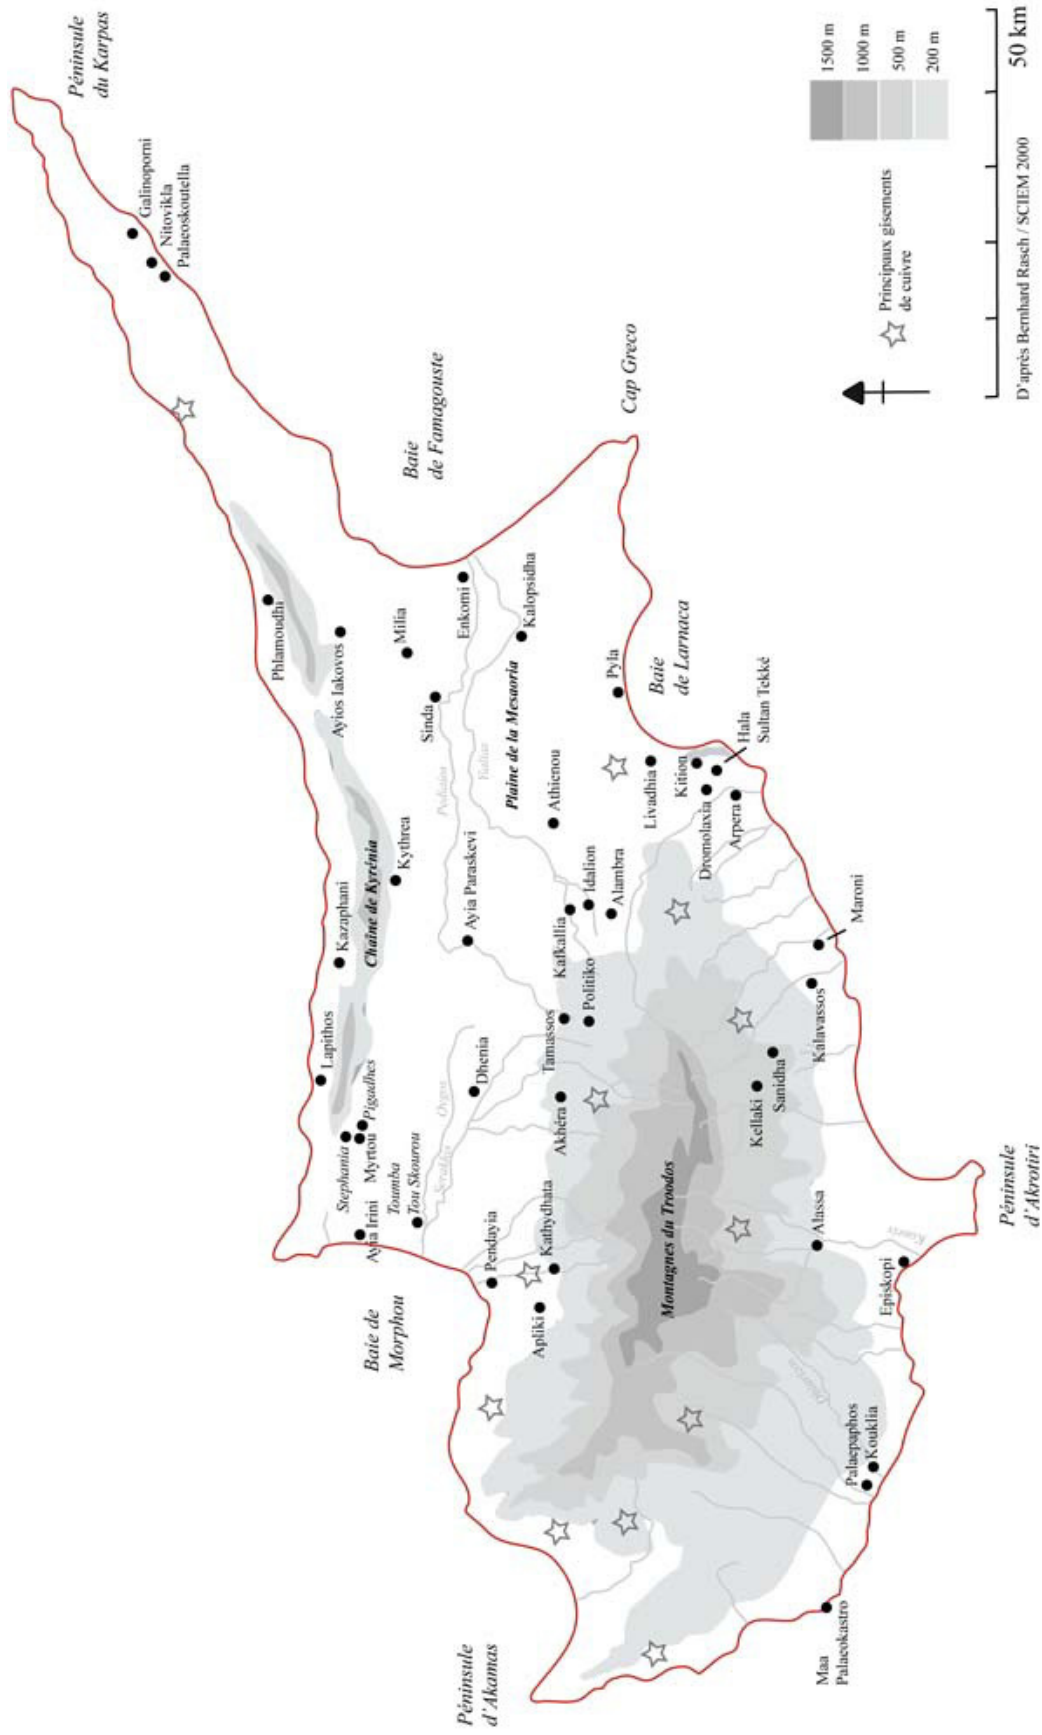 Péninsule
du Karpas
Galinoporni
Nitovikla
Palaeoskoutella
Baie
de Famagouste
Cap Greco
Phlamoudhi
Ayios Iakovos
Milia
Sinda
Enkomi
Kalopsidha
Plaine de la Mesaoria
Pyla
Baie
de Larnaca
Lapithos
Kazaphani
Chaîne de Kyrénia
Kythrea
Ayia Paraskevi
Athienou
Livadhia
Kition
Hala
Sultan Tekké
Dromolaxia
Arpera
Stephania
Pigadhes
Myrtou
Ayia Irini
Toumba
Tou Skourou
Ovgos
Dhenia
Tamassos
Politiko
Kafkallia
Idalion
Alambra
Akhéra
Maroni
Kalavassos
Sanidha
Kellaki
Baie de
Morphou
Pendayia
Kathydhata
Apliki
Montagnes du Troodos
Alassa
Kouris
Episkopi
Péninsule
d'Akrotiri
Palaepaphos
Kouklia
Maa
Palaeokastro
Péninsule
d'Akamas
1500 m
1000 m
500 m
200 m
Principaux gisements
de cuivre
50 km
D'après Bernhard Rasch / SCIEM 2000